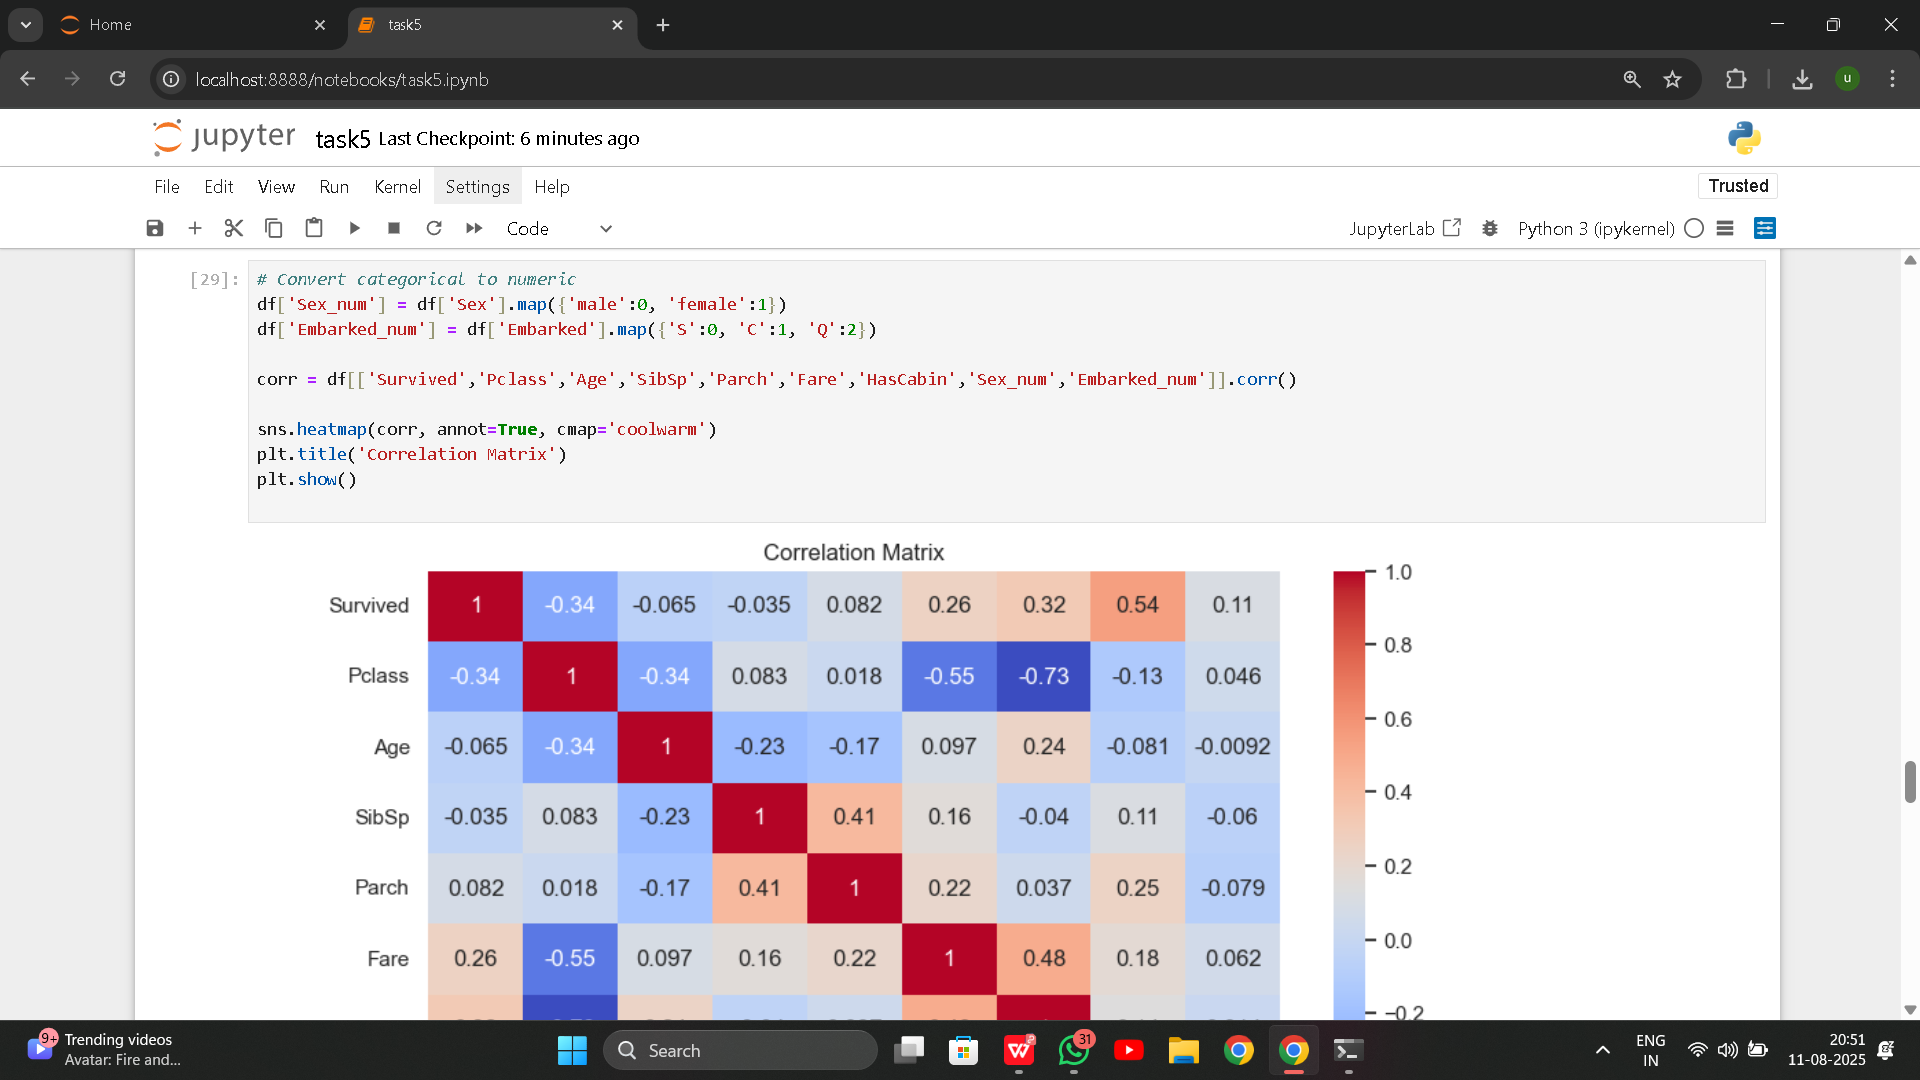 Home
task5
localhost:8888/notebooks/task5.ipynb
u
jupyter task5 Last Checkpoint: 6 minutes ago
File Edit View Run Kernel Settings Help
Trusted
Code
JupyterLab
Python 3 (ipykernel)
[29]:
# Convert categorical to numeric
df['Sex_num'] = df['Sex'].map({'male':0, 'female':1})
df['Embarked_num'] = df['Embarked'].map({'S':0, 'C':1, 'Q':2})
corr = df[['Survived','Pclass','Age','SibSp','Parch','Fare','HasCabin','Sex_num','Embarked_num']].corr()
sns.heatmap(corr, annot=True, cmap='coolwarm')
plt.title('Correlation Matrix')
plt.show()
Correlation Matrix
Survived 1 -0.34 -0.065 -0.035 0.082 0.26 0.32 0.54 0.11
Pclass -0.34 1 -0.34 0.083 0.018 -0.55 -0.73 -0.13 0.046
Age -0.065 -0.34 1 -0.23 -0.17 0.097 0.24 -0.081 -0.0092
SibSp -0.035 0.083 -0.23 1 0.41 0.16 -0.04 0.11 -0.06
Parch 0.082 0.018 -0.17 0.41 1 0.22 0.037 0.25 -0.079
Fare 0.26 -0.55 0.097 0.16 0.22 1 0.48 0.18 0.062
1.0
0.8
0.6
0.4
0.2
0.0
−0.2
9+
Trending videos
Avatar: Fire and...
Search
31
ENG
IN
20:51
11-08-2025